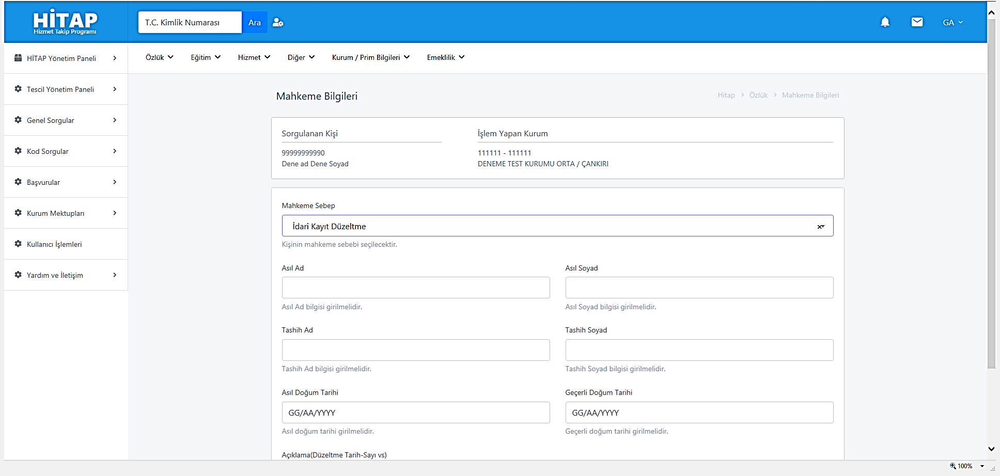 HİTAP
Hizmet Takip Programı
T.C. Kimlik Numarası
Ara
GA
HİTAP Yönetim Paneli
Tescil Yönetim Paneli
Genel Sorgular
Kod Sorgular
Başvurular
Kurum Mektupları
Kullanıcı İşlemleri
Yardım ve İletişim
Özlük Eğitim Hizmet Diğer Kurum / Prim Bilgileri Emeklilik
Mahkeme Bilgileri
Hitap > Özlük > Mahkeme Bilgileri
Sorgulanan Kişi
99999999990
Dene ad Dene Soyad
İşlem Yapan Kurum
111111 - 111111
DENEME TEST KURUMU ORTA / ÇANKIRI
Mahkeme Sebep
İdari Kayıt Düzeltme
Kişinin mahkeme sebebi seçilecektir.
Asıl Ad
Asıl Ad bilgisi girilmelidir.
Asıl Soyad
Asıl Soyad bilgisi girilmelidir.
Tashih Ad
Tashih Ad bilgisi girilmelidir.
Tashih Soyad
Tashih Soyad bilgisi girilmelidir.
Asıl Doğum Tarihi
GG/AA/YYYY
Asıl doğum tarihi girilmelidir.
Geçerli Doğum Tarihi
GG/AA/YYYY
Geçerli doğum tarihi girilmelidir.
Açıklama(Düzeltme Tarih-Sayı vs)
100%